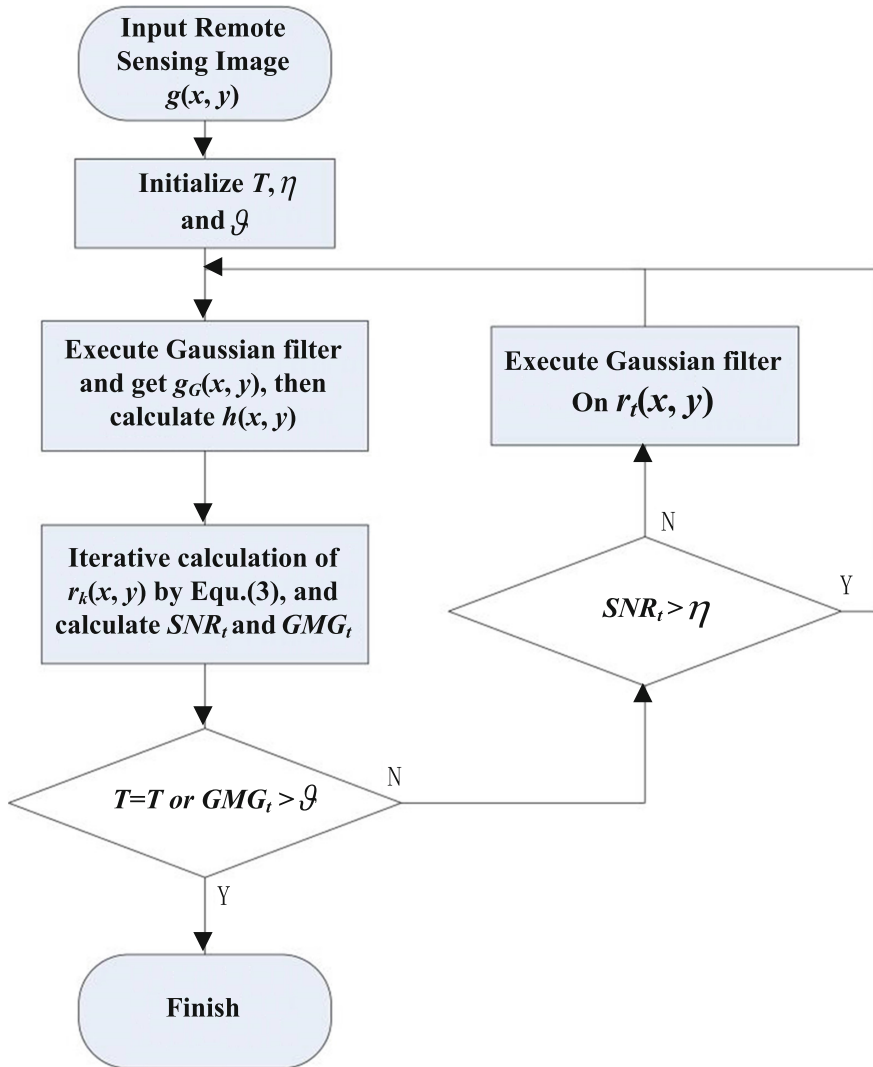 Input Remote
Sensing Image
g(x, y)
Initialize T, η
and ϑ
Execute Gaussian filter
and get g_G(x, y), then
calculate h(x, y)
Execute Gaussian filter
On r_t(x, y)
Iterative calculation of
r_k(x, y) by Equ.(3), and
calculate SNR_t and GMG_t
N
SNR_t > η
Y
T=T or GMG_t > ϑ
N
Y
Finish